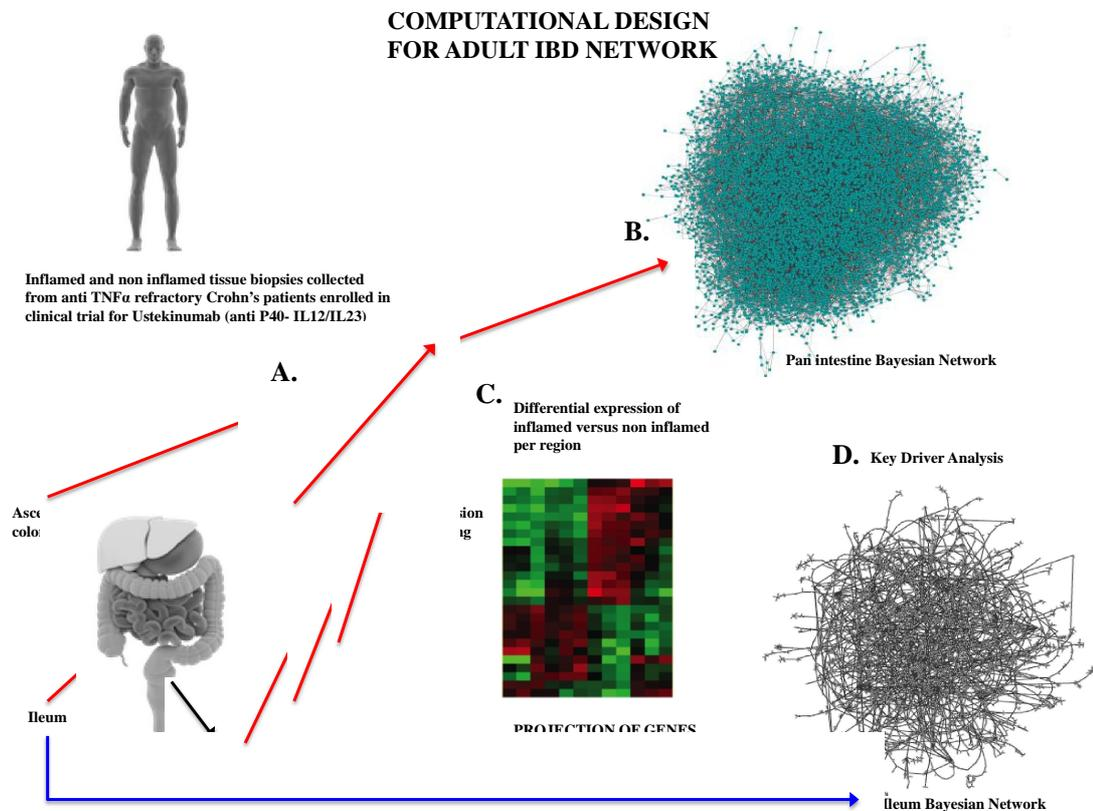 COMPUTATIONAL DESIGN
FOR ADULT IBD NETWORK
B.
Inflamed and non inflamed tissue biopsies collected
from anti TNFα refractory Crohn's patients enrolled in
clinical trial for Ustekinumab (anti P40- IL12/IL23)
Pan intestine Bayesian Network
A.
C.
Differential expression of
inflamed versus non inflamed
per region
D.
Key Driver Analysis
Ileum
PROJECTION OF GENES
Ileum Bayesian Network